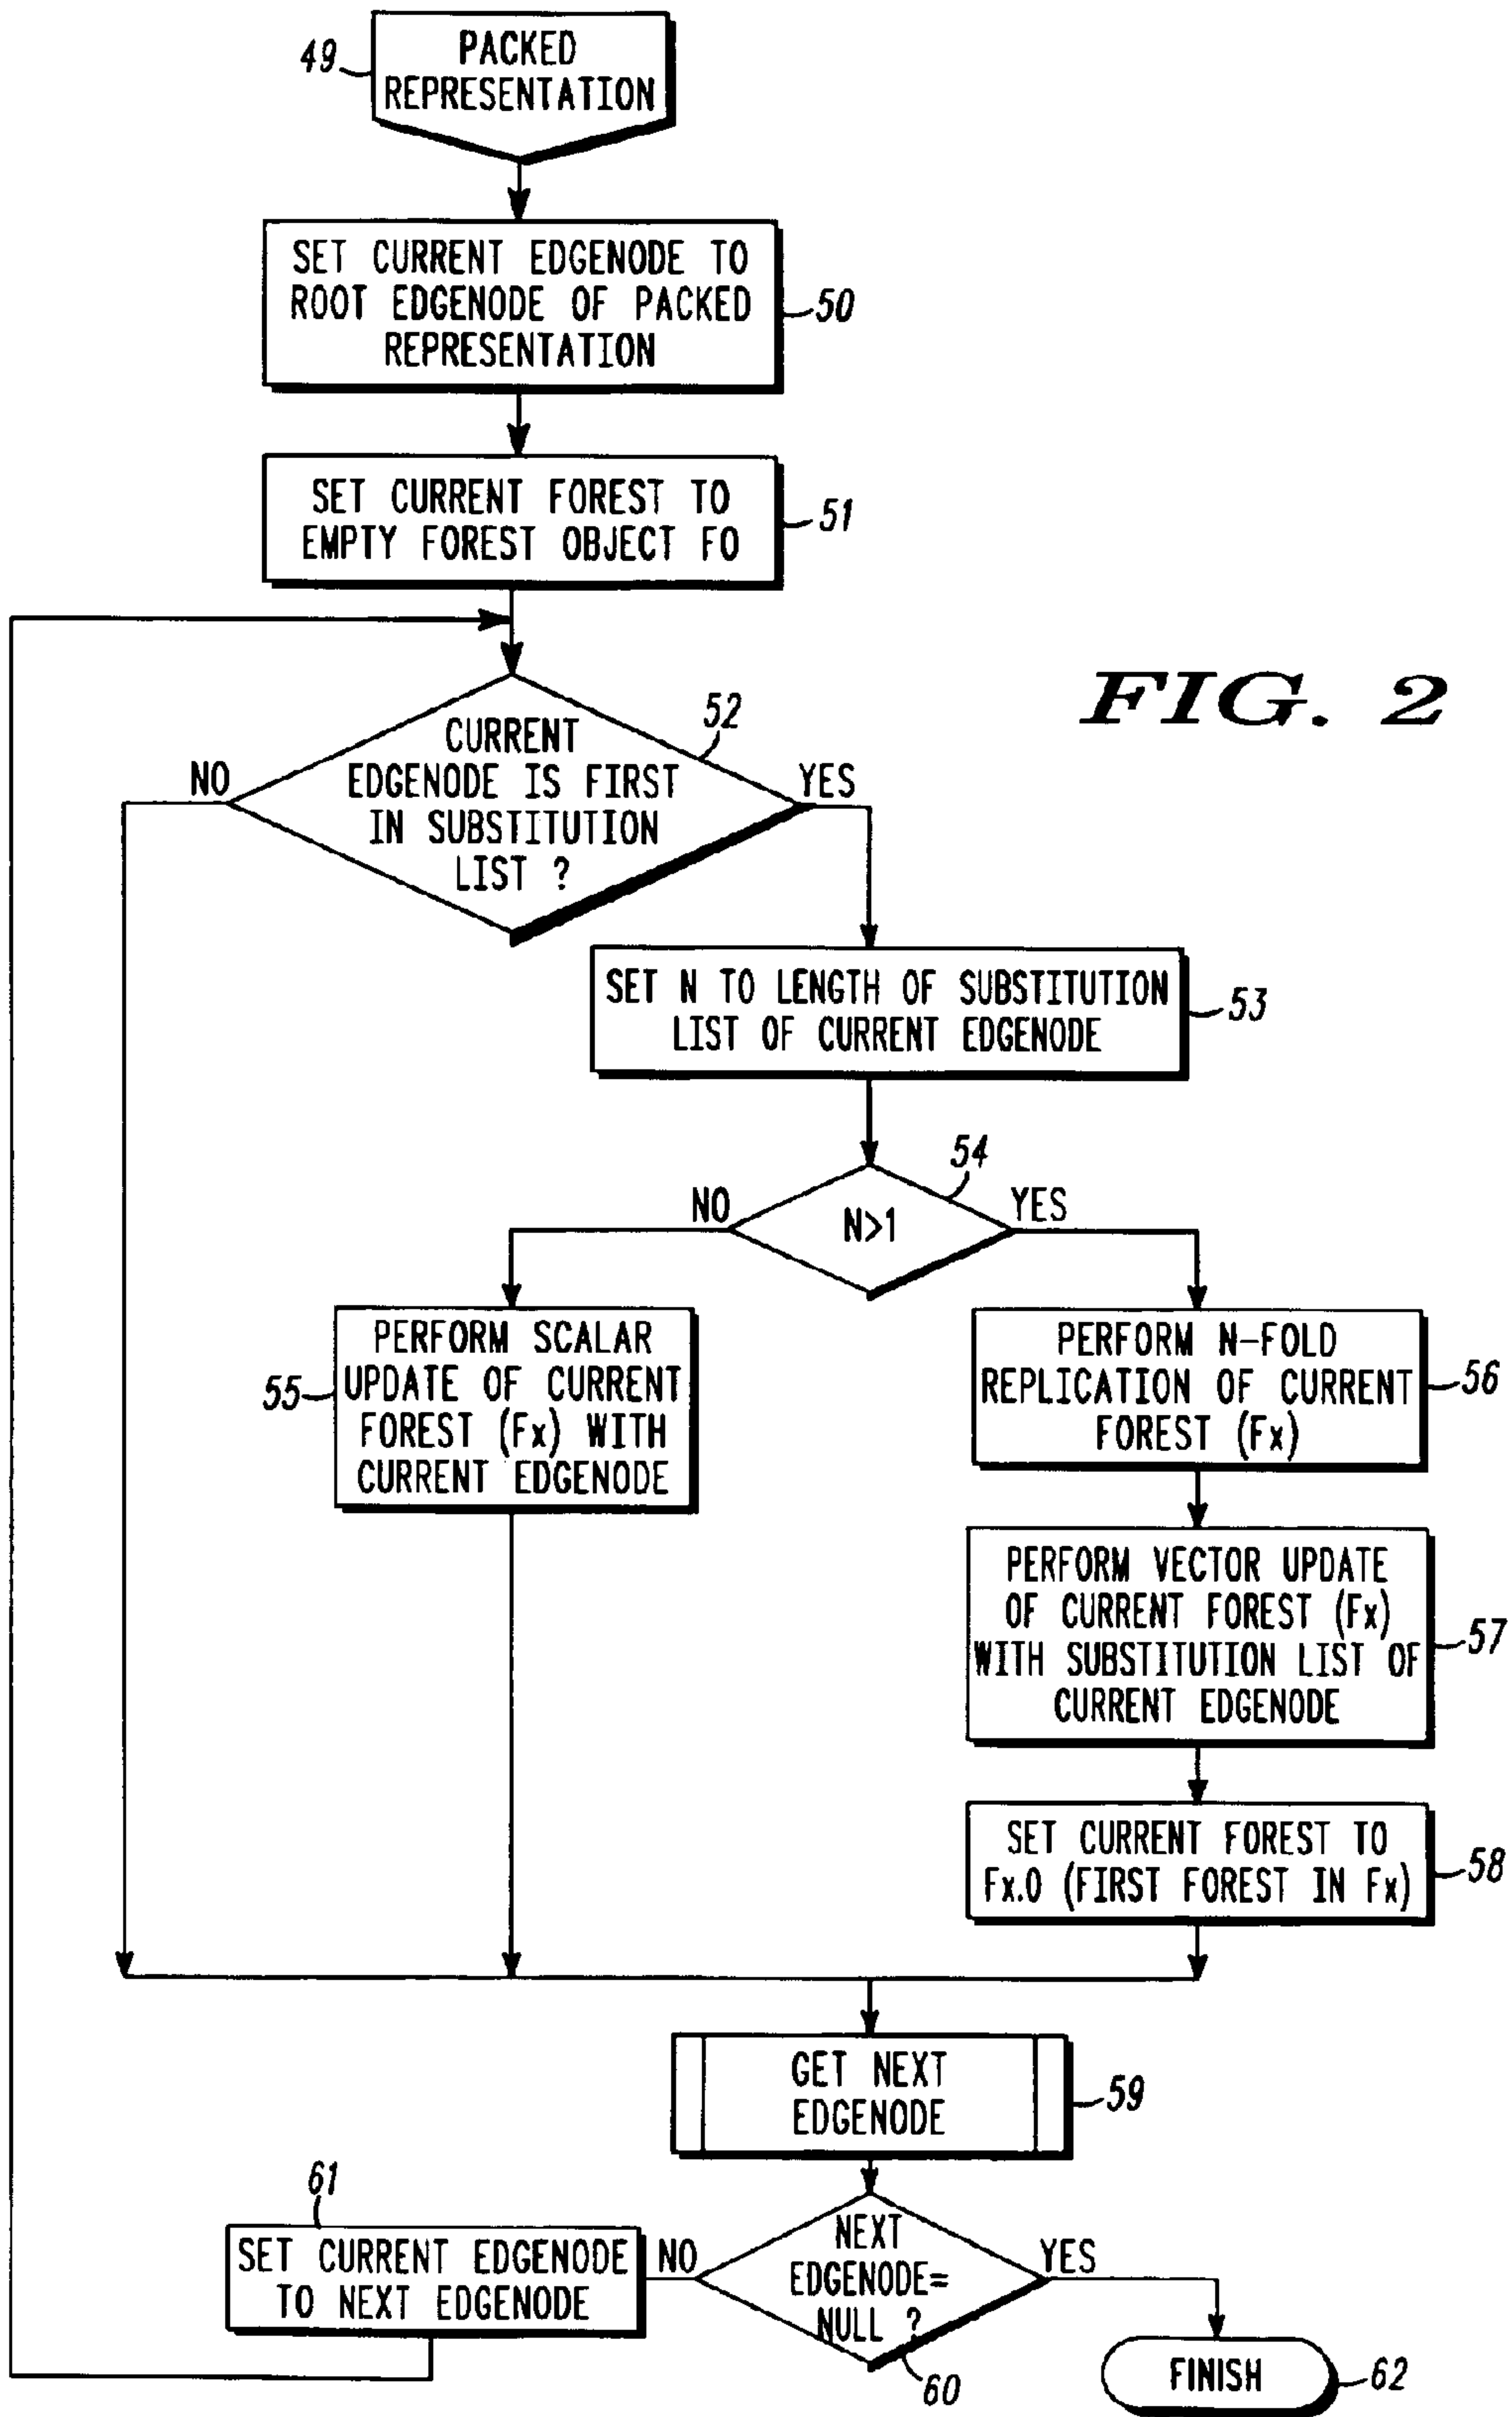 49
PACKED
REPRESENTATION
SET CURRENT EDGENODE TO
ROOT EDGENODE OF PACKED
REPRESENTATION
50
SET CURRENT FOREST TO
EMPTY FOREST OBJECT FO
51
FIG. 2
52
CURRENT
EDGENODE IS FIRST
IN SUBSTITUTION
LIST ?
NO
YES
SET N TO LENGTH OF SUBSTITUTION
LIST OF CURRENT EDGENODE
53
54
N>1
NO
YES
PERFORM SCALAR
UPDATE OF CURRENT
FOREST (Fx) WITH
CURRENT EDGENODE
55
PERFORM N-FOLD
REPLICATION OF CURRENT
FOREST (Fx)
56
PERFORM VECTOR UPDATE
OF CURRENT FOREST (Fx)
WITH SUBSTITUTION LIST OF
CURRENT EDGENODE
57
SET CURRENT FOREST TO
Fx.0 (FIRST FOREST IN Fx)
58
GET NEXT
EDGENODE
59
61
SET CURRENT EDGENODE
TO NEXT EDGENODE
NO
NEXT
EDGENODE=
NULL ?
YES
60
FINISH
62